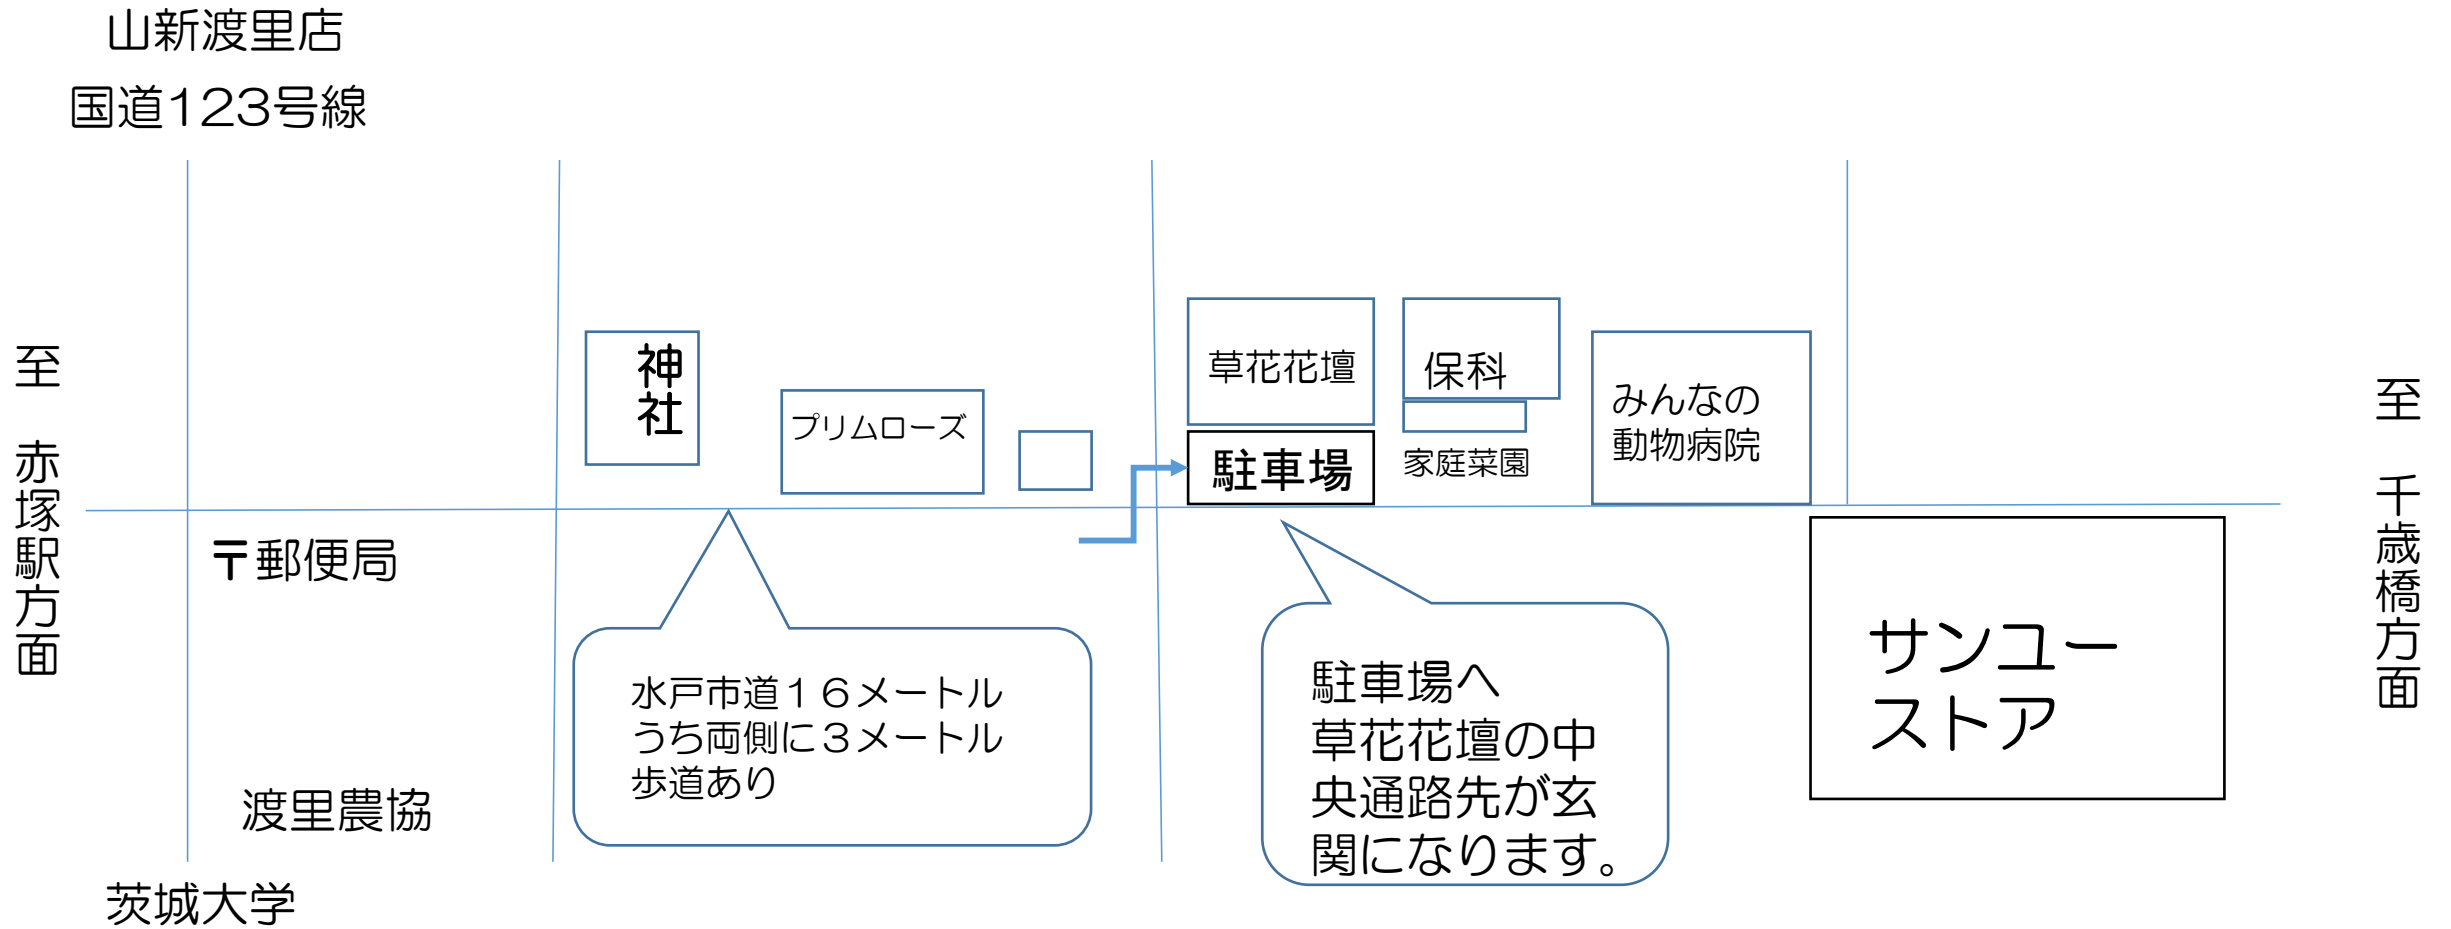 山新渡里店
国道123号線
至　赤塚駅方面
神社
プリムローズ
草花花壇
駐車場
保科
家庭菜園
みんなの
動物病院
至　千歳橋方面
〒郵便局
渡里農協
茨城大学
水戸市道１６メートル
うち両側に３メートル
歩道あり
駐車場へ
草花花壇の中
央通路先が玄
関になります。
サンユー
ストア